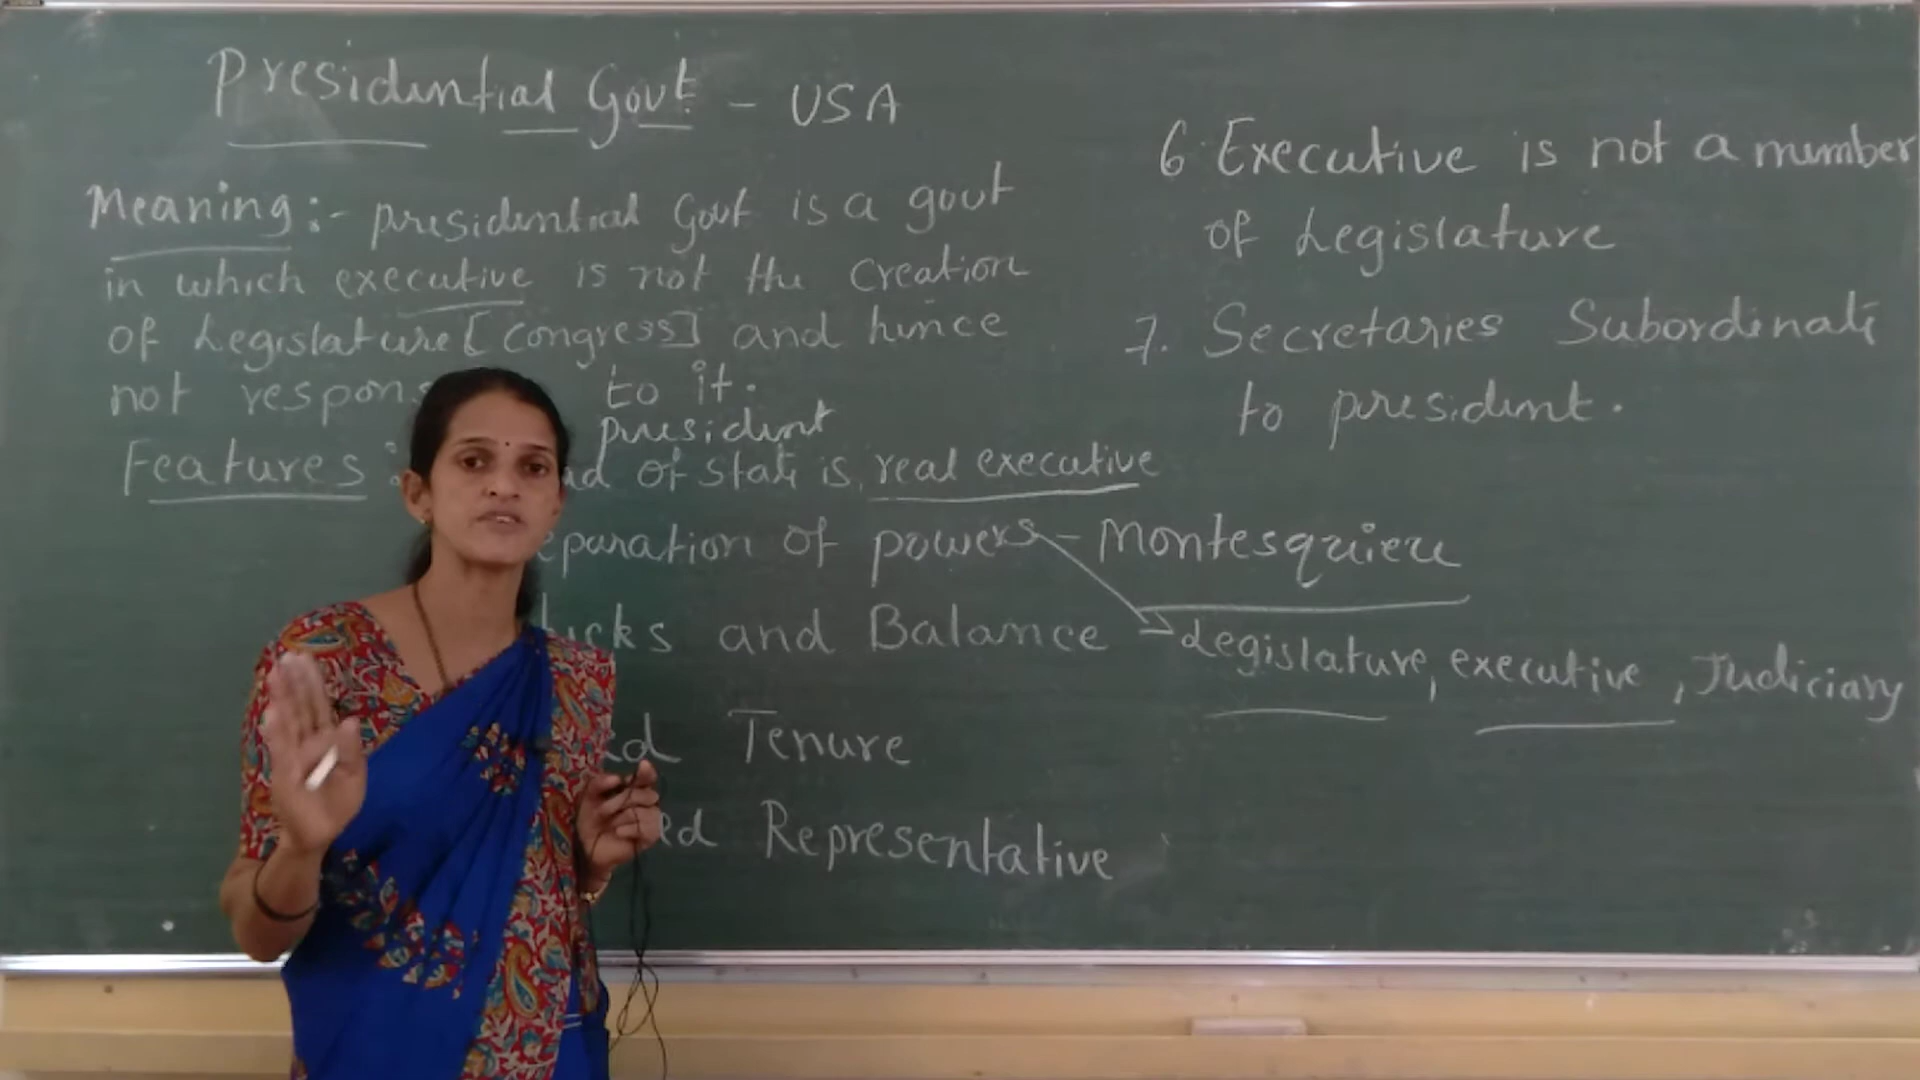 Presidential Govt. - USA
Meaning :- presidential Govt is a govt
in which executive is not the creation
of Legislature [congress] and hence
not respons to it.
president
Features : ad of state is real executive
eparation of powers - Montesquieu
cks and Balance - Legislature, executive, Judiciary
ed Tenure
ed Representative
6 Executive is not a member
of Legislature
7. Secretaries Subordinate
to president.